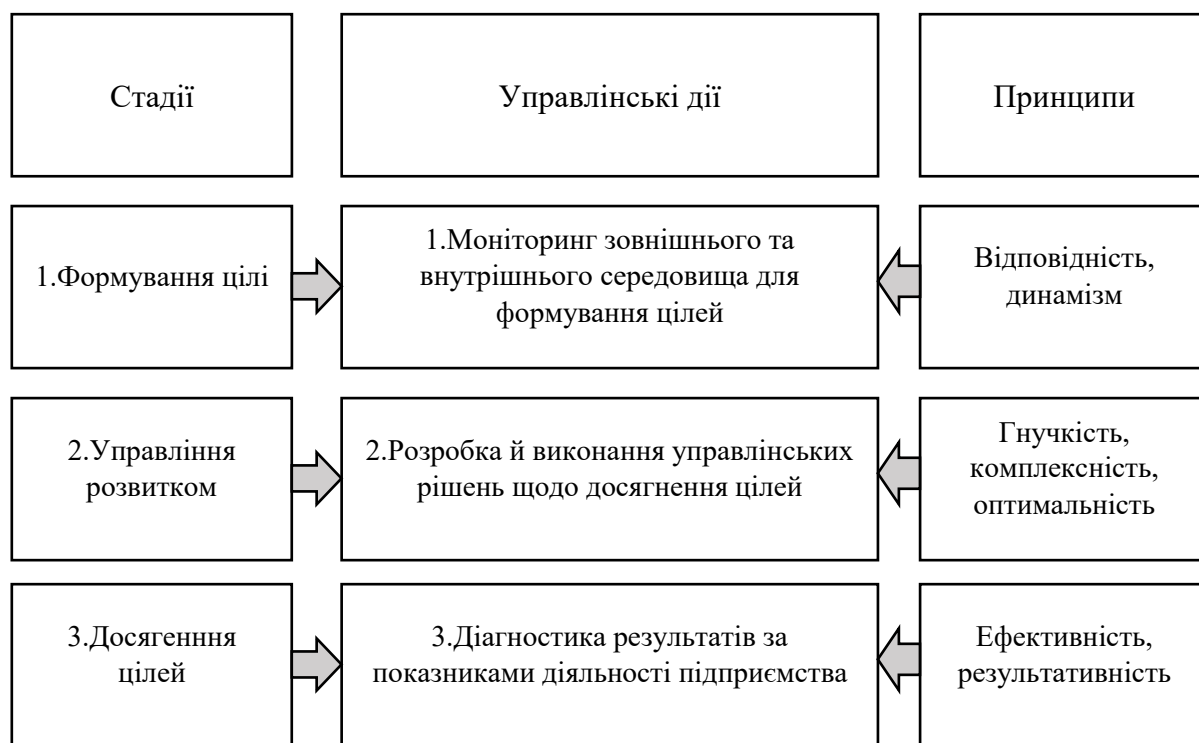 Стадії
Управлінські дії
Принципи
1.Формування цілі
1.Моніторинг зовнішнього та
внутрішнього середовища для
формування цілей
Відповідність,
динамізм
2.Управління
розвитком
2.Розробка й виконання управлінських
рішень щодо досягнення цілей
Гнучкість,
комплексність,
оптимальність
3.Досягенння
цілей
3.Діагностика результатів за
показниками діяльності підприємства
Ефективність,
результативність